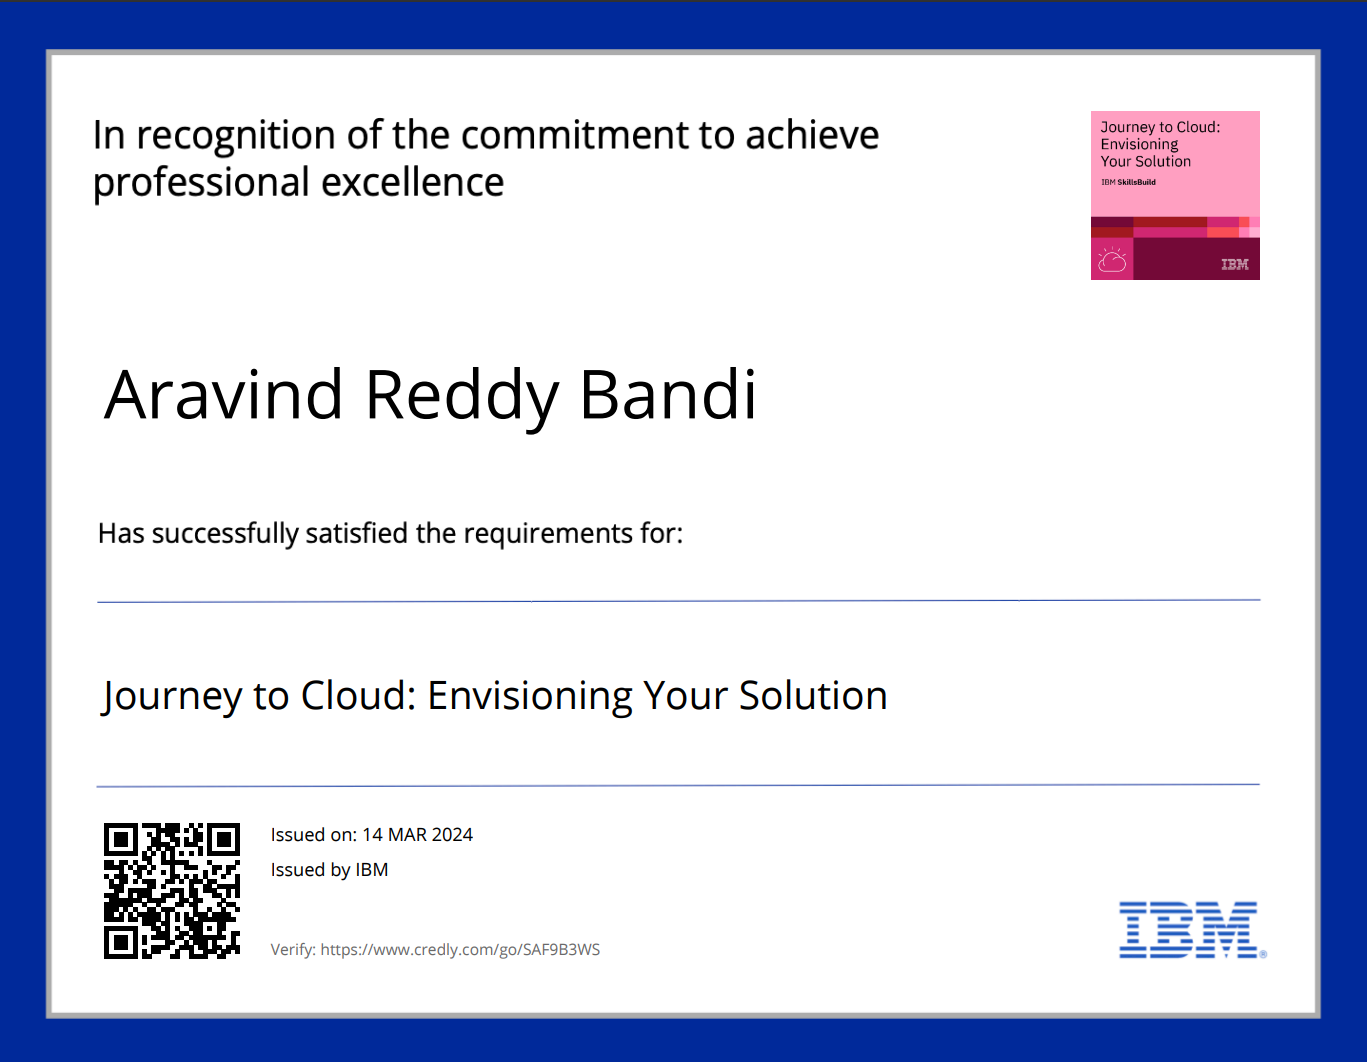 In recognition of the commitment to achieve
professional excellence
Journey to Cloud:
Envisioning
Your Solution
IBM SkillsBuild
IBM
Aravind Reddy Bandi
Has successfully satisfied the requirements for:
Journey to Cloud: Envisioning Your Solution
Issued on: 14 MAR 2024
Issued by IBM
Verify: https://www.credly.com/go/SAF9B3WS
IBM®